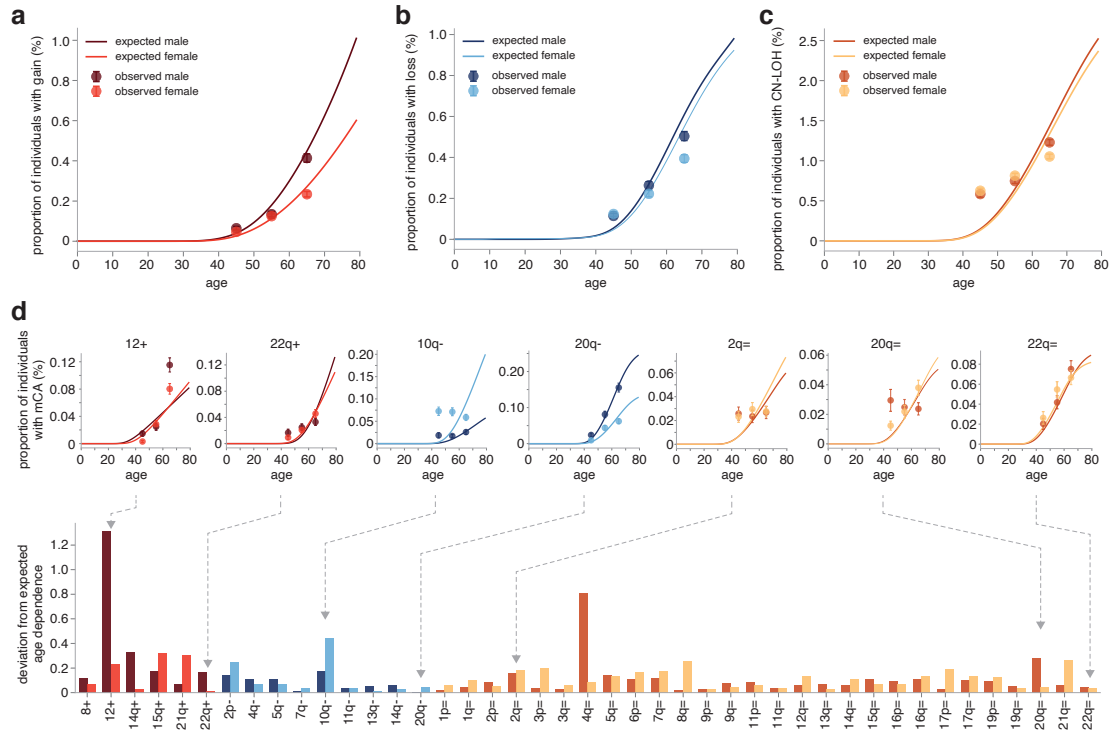 a
proportion of individuals with gain (%)
1.0
0.8
0.6
0.4
0.2
0
expected male
expected female
observed male
observed female
0 10 20 30 40 50 60 70 80
age
b
proportion of individuals with loss (%)
1.0
0.8
0.6
0.4
0.2
0
expected male
expected female
observed male
observed female
0 10 20 30 40 50 60 70 80
age
c
proportion of individuals with CN-LOH (%)
2.5
2.0
1.5
1.0
0.5
0
expected male
expected female
observed male
observed female
0 10 20 30 40 50 60 70 80
age
d
proportion of individuals
with mCA (%)
12+
0.12
0.08
0.04
0
0 20 40 60 80
age
22q+
0.12
0.08
0.04
0
0 20 40 60 80
age
10q-
0.20
0.15
0.10
0.05
0
0 20 40 60 80
age
20q-
0.20
0.10
0
0 20 40 60 80
age
2q=
0.06
0.04
0.02
0
0 20 40 60 80
age
20q=
0.06
0.04
0.02
0
0 20 40 60 80
age
22q=
0.08
0.06
0.04
0.02
0
0 20 40 60 80
age
deviation from expected
age dependence
1.2
1.0
0.8
0.6
0.4
0.2
0
8+ 12+ 14q+ 15q+ 21q+ 22q+ 2p- 4q- 5q- 7q- 10q- 11q- 13q- 14q- 20q- 1p= 1q= 2p= 2q= 3p= 3q= 4q= 5q= 6p= 7q= 8q= 9p= 9q= 11p= 11q= 12q= 13q= 14q= 15q= 16p= 16q= 17p= 17q= 19p= 19q= 20q= 21q= 22q=